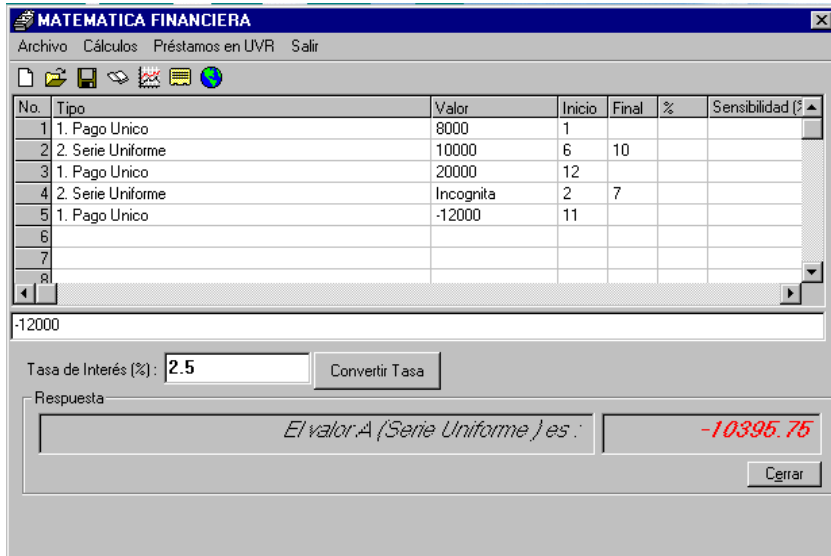 MATEMATICA FINANCIERA
Archivo Cálculos Préstamos en UVR Salir
No. Tipo Valor Inicio Final % Sensibilidad (%
1 1. Pago Unico 8000 1
2 2. Serie Uniforme 10000 6 10
3 1. Pago Unico 20000 12
4 2. Serie Uniforme Incognita 2 7
5 1. Pago Unico -12000 11
6
7
8
-12000
Tasa de Interés (%) : 2.5 Convertir Tasa
Respuesta
El valor A (Serie Uniforme ) es : -10395.75
Cerrar